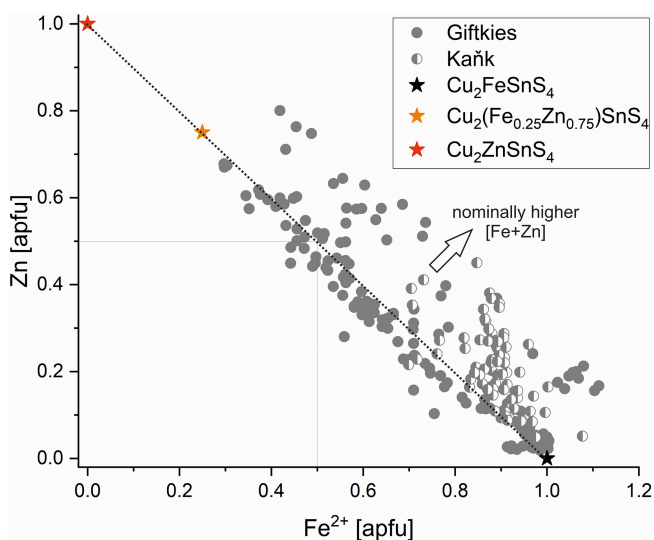 1.0
0.8
0.6
0.4
0.2
0.0
Zn [apfu]
0.0
0.2
0.4
0.6
0.8
1.0
1.2
Fe²⁺ [apfu]
Giftkies
Kaňk
Cu₂FeSnS₄
Cu₂(Fe₀.₂₅Zn₀.₇₅)SnS₄
Cu₂ZnSnS₄
nominally higher
[Fe+Zn]